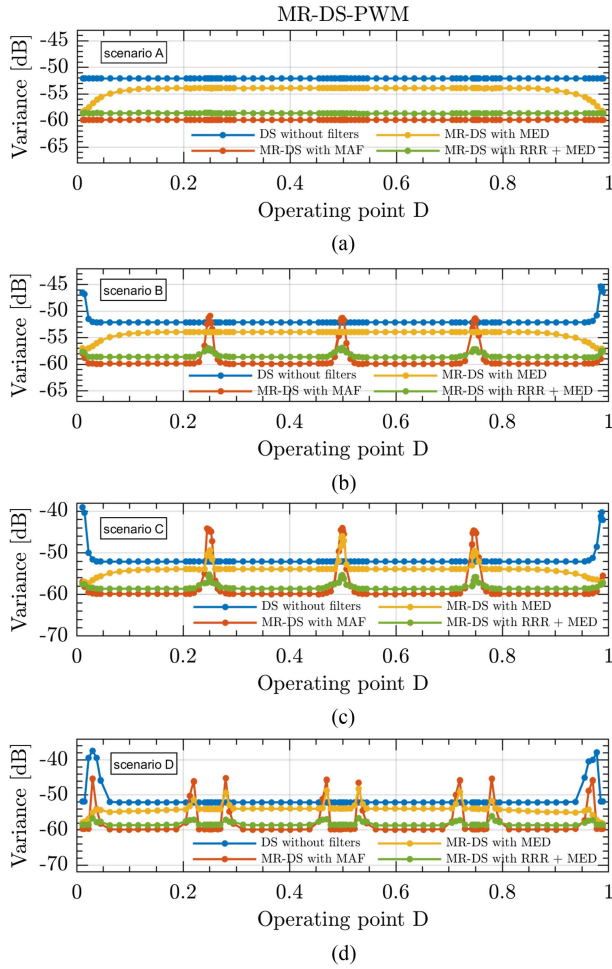 MR-DS-PWM
-45
-50
-55
-60
-65
Variance [dB]
scenario A
DS without filters
MR-DS with MED
MR-DS with MAF
MR-DS with RRR + MED
0 0.2 0.4 0.6 0.8 1
Operating point D
(a)
-45
-50
-55
-60
-65
Variance [dB]
scenario B
DS without filters
MR-DS with MED
MR-DS with MAF
MR-DS with RRR + MED
0 0.2 0.4 0.6 0.8 1
Operating point D
(b)
-40
-50
-60
-70
Variance [dB]
scenario C
DS without filters
MR-DS with MED
MR-DS with MAF
MR-DS with RRR + MED
0 0.2 0.4 0.6 0.8 1
Operating point D
(c)
-40
-50
-60
-70
Variance [dB]
scenario D
DS without filters
MR-DS with MED
MR-DS with MAF
MR-DS with RRR + MED
0 0.2 0.4 0.6 0.8 1
Operating point D
(d)